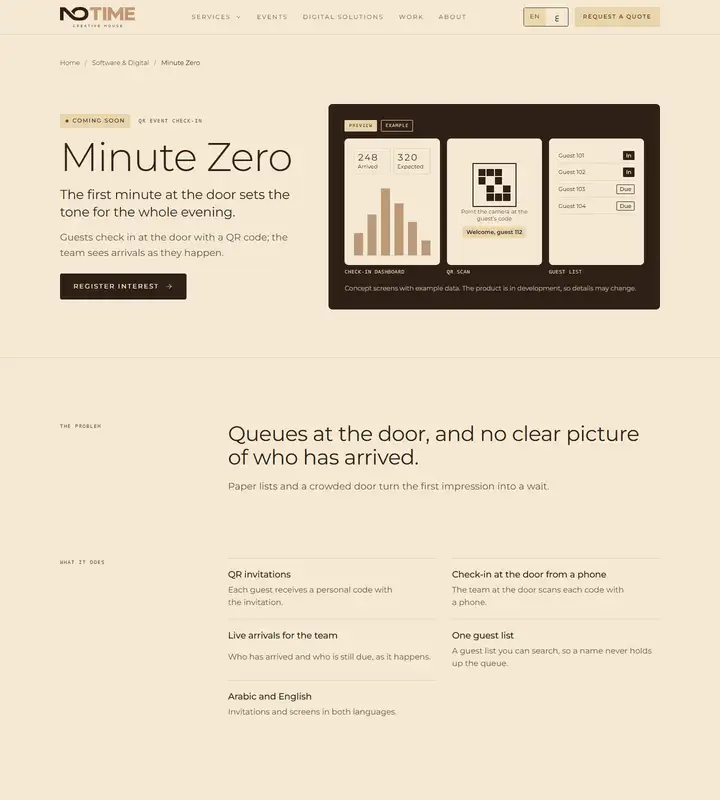 NOTIME
CREATIVE HOUSE
SERVICES
EVENTS
DIGITAL SOLUTIONS
WORK
ABOUT
EN
ع
REQUEST A QUOTE
Home / Software & Digital / Minute Zero
COMING SOON
QR EVENT CHECK-IN
Minute Zero
The first minute at the door sets the
tone for the whole evening.
Guests check in at the door with a QR code; the
team sees arrivals as they happen.
REGISTER INTEREST →
PREVIEW
EXAMPLE
248
Arrived
320
Expected
CHECK-IN DASHBOARD
Point the camera at the
guest's code
Welcome, guest 112
QR SCAN
Guest 101 In
Guest 102 In
Guest 103 Due
Guest 104 Due
GUEST LIST
Concept screens with example data. The product is in development, so details may change.
THE PROBLEM
Queues at the door, and no clear picture
of who has arrived.
Paper lists and a crowded door turn the first impression into a wait.
WHAT IT DOES
QR invitations
Each guest receives a personal code with
the invitation.
Check-in at the door from a phone
The team at the door scans each code with
a phone.
Live arrivals for the team
Who has arrived and who is still due, as it happens.
One guest list
A guest list you can search, so a name never holds
up the queue.
Arabic and English
Invitations and screens in both languages.